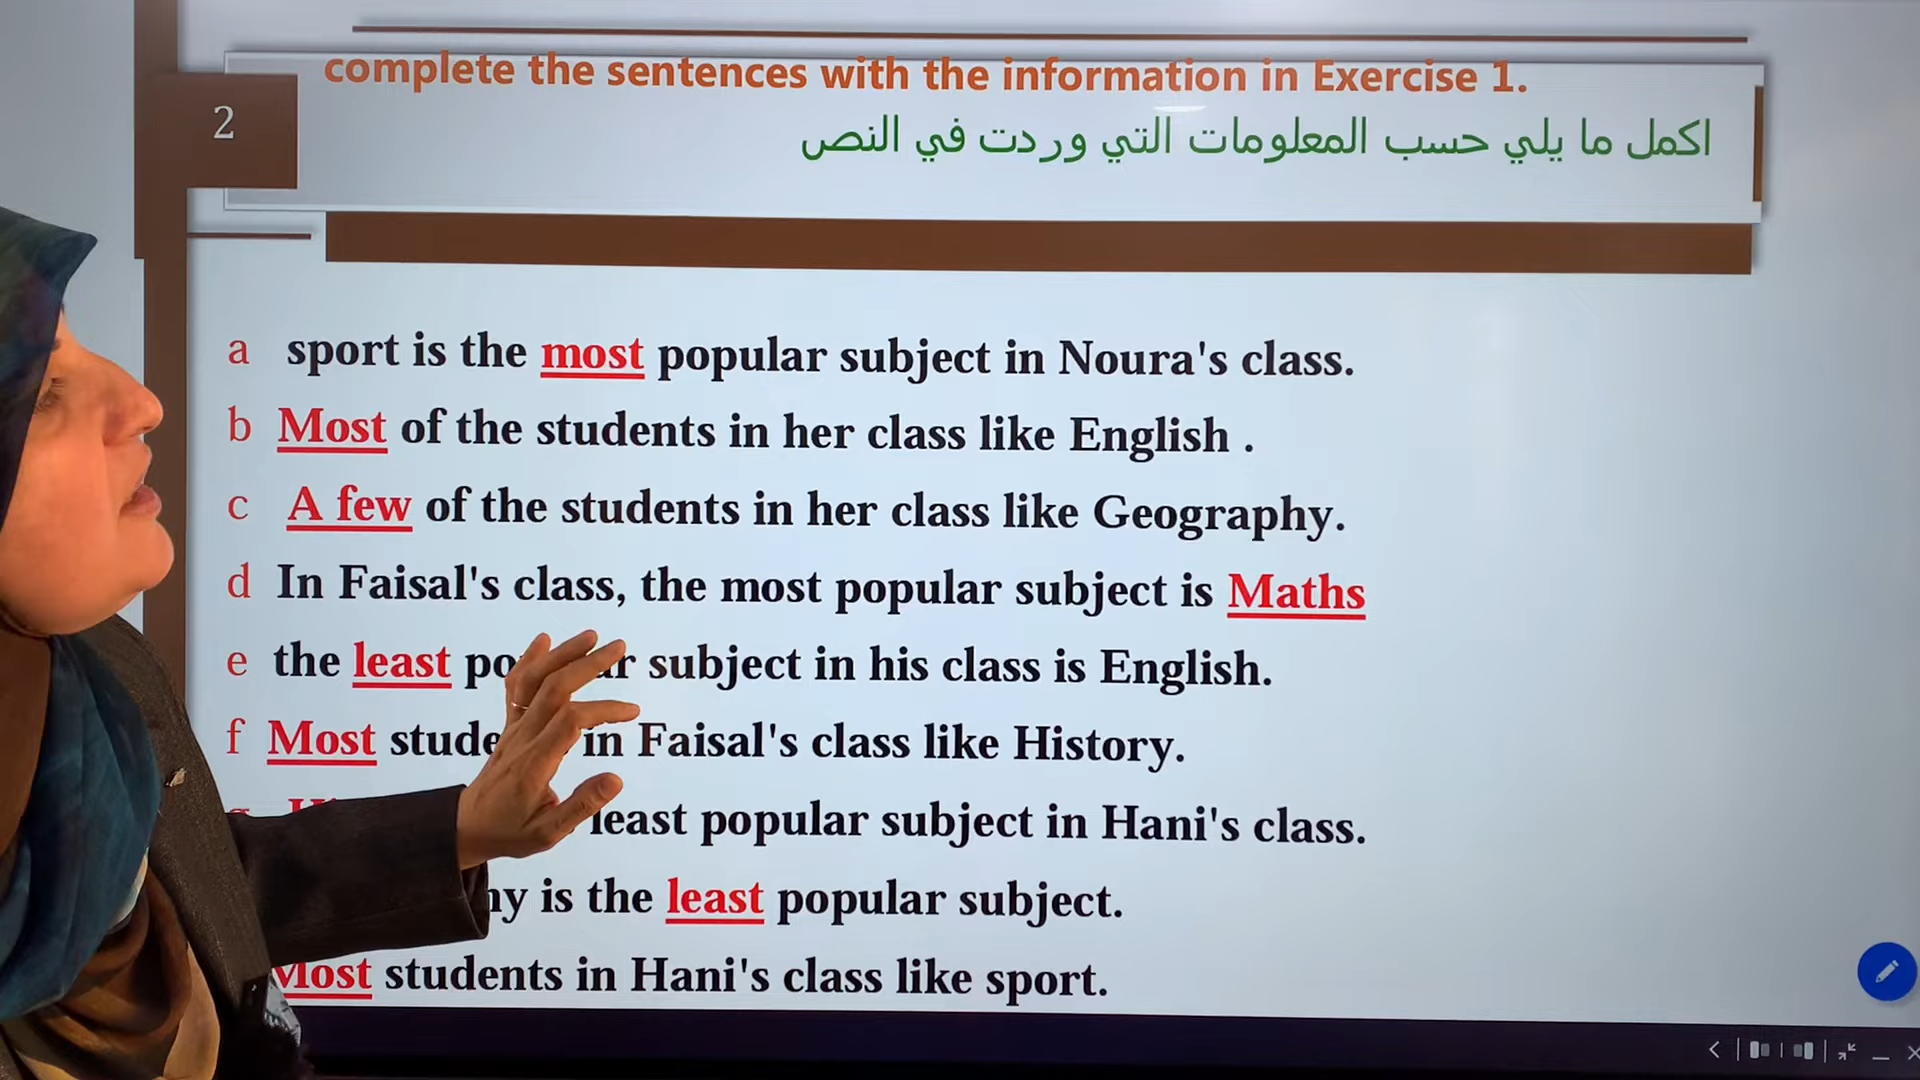 complete the sentences with the information in Exercise 1.
2
اكمل ما يلي حسب المعلومات التي وردت في النص
a sport is the most popular subject in Noura's class.
b Most of the students in her class like English .
c A few of the students in her class like Geography.
d In Faisal's class, the most popular subject is Maths
e the least subject in his class is English.
f Most in Faisal's class like History.
least popular subject in Hani's class.
is the least popular subject.
Most students in Hani's class like sport.